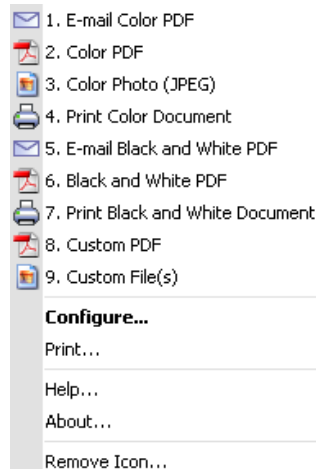 1. E-mail Color PDF
2. Color PDF
3. Color Photo (JPEG)
4. Print Color Document
5. E-mail Black and White PDF
6. Black and White PDF
7. Print Black and White Document
8. Custom PDF
9. Custom File(s)
Configure...
Print...
Help...
About...
Remove Icon...